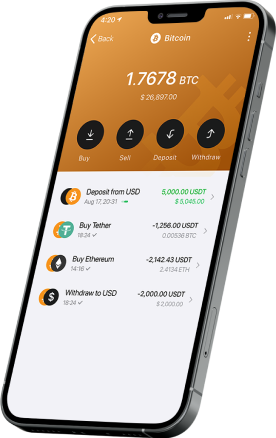 4:20
Back
Bitcoin
1.7678 BTC
$ 26,897.00
Buy
Sell
Deposit
Withdraw
Deposit from USD
5,000.00 USDT
Aug 17, 20:31
$ 5,045.00
Buy Tether
-1,256.00 USDT
18:24
0.00536 BTC
Buy Ethereum
-2,142.43 USDT
14:16
2.4134 ETH
Withdraw to USD
-2,000.00 USDT
18:24
$ 2,000.00